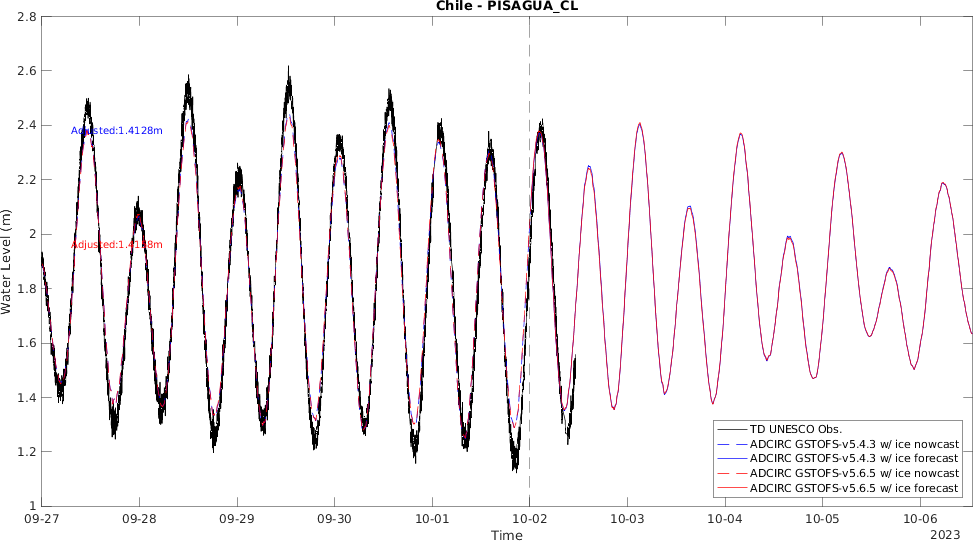 Chile - PISAGUA_CL
2.8
2.6
2.4
2.2
2
1.8
1.6
1.4
1.2
1
Water Level (m)
Adjusted:1.4128m
TD UNESCO Obs.
ADCIRC GSTOFS-v5.4.3 w/ ice nowcast
ADCIRC GSTOFS-v5.4.3 w/ ice forecast
ADCIRC GSTOFS-v5.6.5 w/ ice nowcast
ADCIRC GSTOFS-v5.6.5 w/ ice forecast
09-27 09-28 09-29 09-30 10-01 10-02 10-03 10-04 10-05 10-06
Time
2023